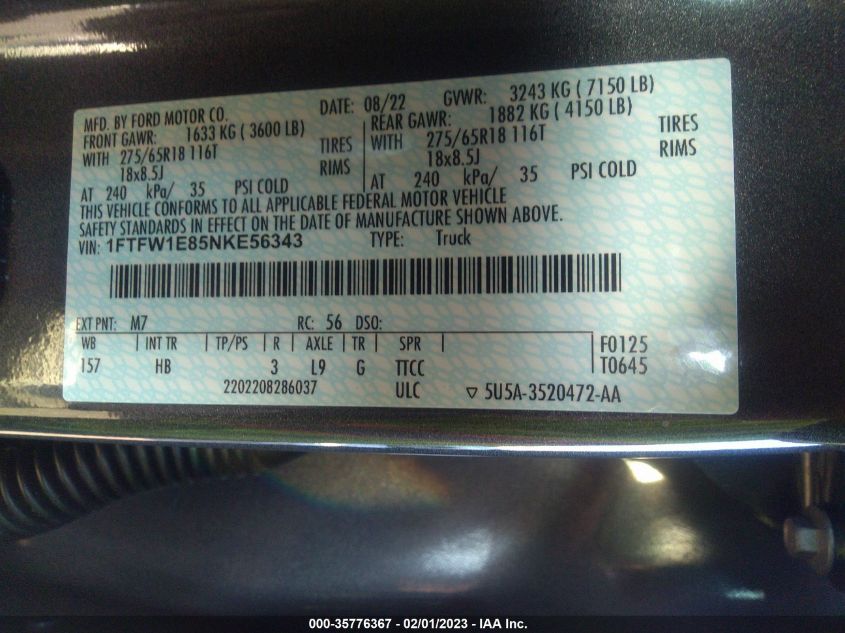 MFD. BY FORD MOTOR CO. DATE: 08/22 GVWR: 3243 KG ( 7150 LB)
FRONT GAWR: 1633 KG ( 3600 LB) REAR GAWR: 1882 KG ( 4150 LB)
WITH 275/65R18 116T TIRES WITH 275/65R18 116T TIRES
18x8.5J RIMS 18x8.5J RIMS
AT 240 kPa/ 35 PSI COLD AT 240 kPa/ 35 PSI COLD
THIS VEHICLE CONFORMS TO ALL APPLICABLE FEDERAL MOTOR VEHICLE
SAFETY STANDARDS IN EFFECT ON THE DATE OF MANUFACTURE SHOWN ABOVE.
VIN: 1FTFW1E85NKE56343 TYPE: Truck
EXT PNT: M7 RC: 56 DSO:
WB INT TR TP/PS R AXLE TR SPR F0125
157 HB 3 L9 G TTCC T0645
2202208286037 ULC ▽ 5U5A-3520472-AA
000-35776367 - 02/01/2023 - IAA Inc.